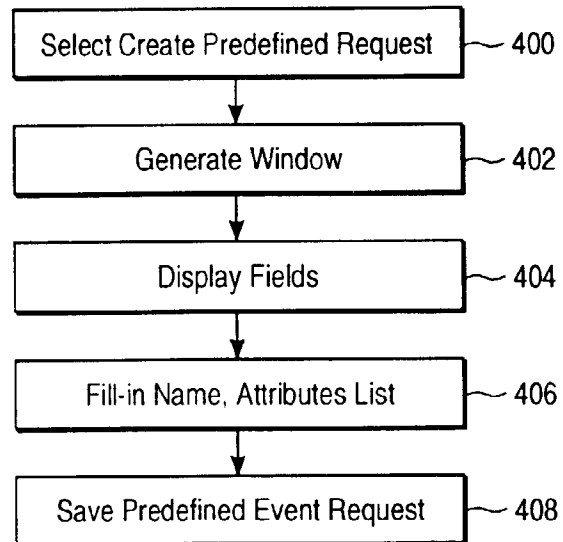 Select Create Predefined Request 400
Generate Window 402
Display Fields 404
Fill-in Name, Attributes List 406
Save Predefined Event Request 408